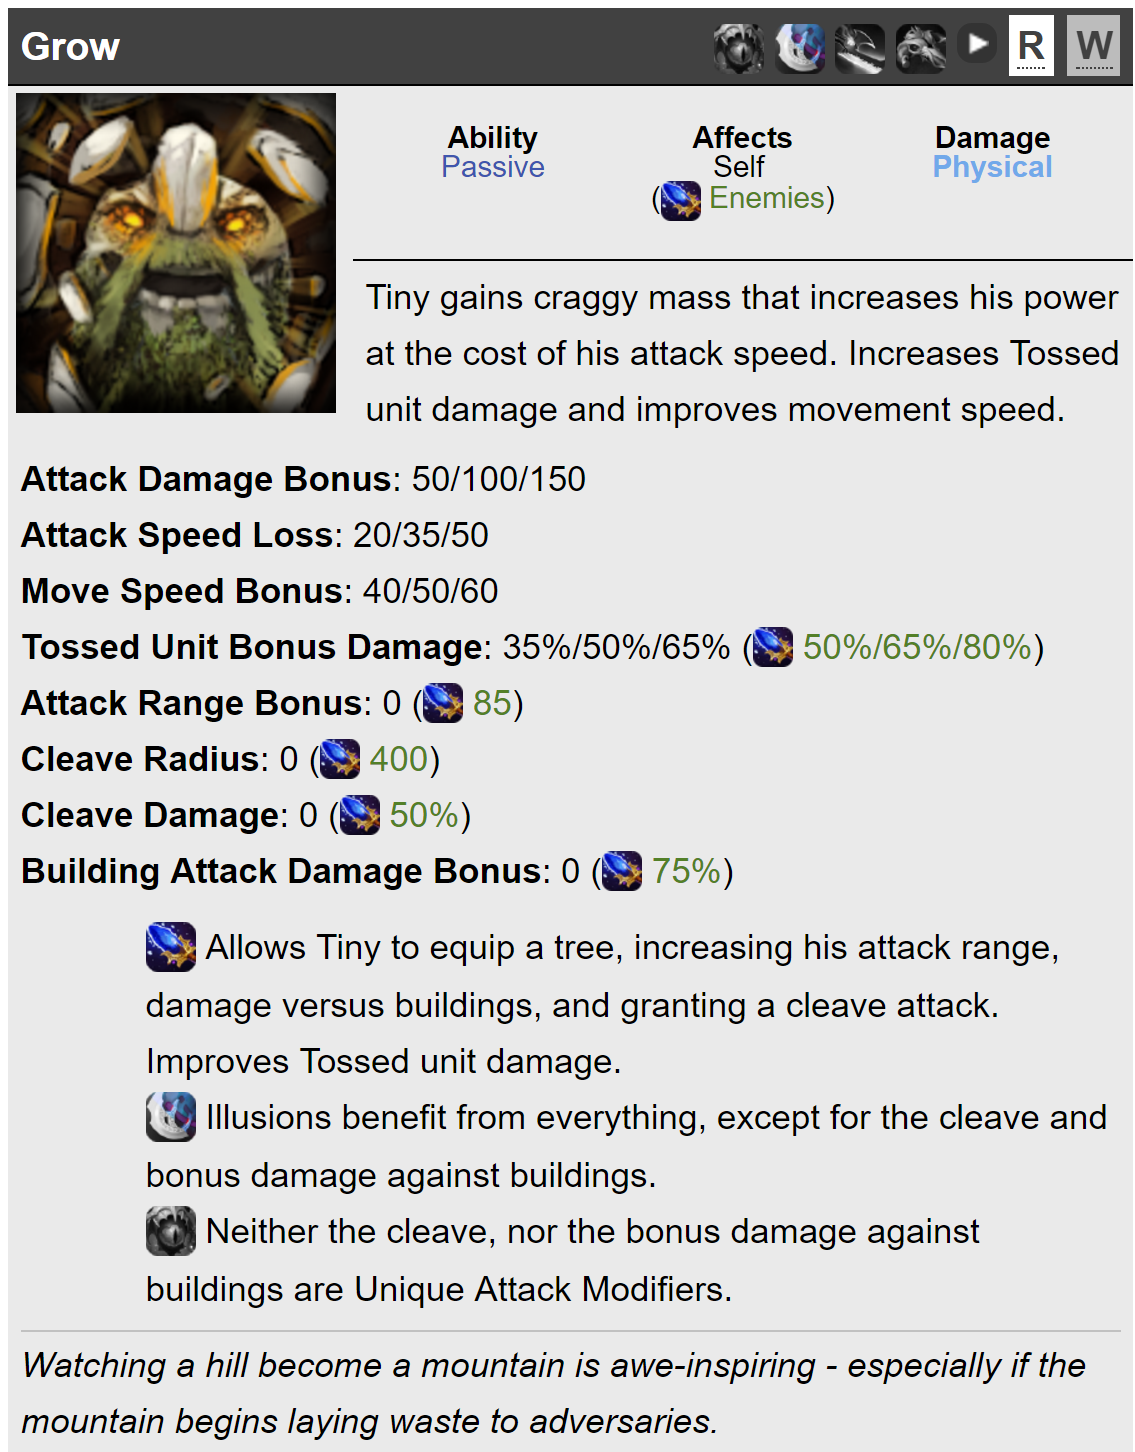 Grow
R W
Ability Affects Damage
Passive Self Physical
( Enemies)
Tiny gains craggy mass that increases his power
at the cost of his attack speed. Increases Tossed
unit damage and improves movement speed.
Attack Damage Bonus: 50/100/150
Attack Speed Loss: 20/35/50
Move Speed Bonus: 40/50/60
Tossed Unit Bonus Damage: 35%/50%/65% ( 50%/65%/80%)
Attack Range Bonus: 0 ( 85)
Cleave Radius: 0 ( 400)
Cleave Damage: 0 ( 50%)
Building Attack Damage Bonus: 0 ( 75%)
Allows Tiny to equip a tree, increasing his attack range,
damage versus buildings, and granting a cleave attack.
Improves Tossed unit damage.
Illusions benefit from everything, except for the cleave and
bonus damage against buildings.
Neither the cleave, nor the bonus damage against
buildings are Unique Attack Modifiers.
Watching a hill become a mountain is awe-inspiring - especially if the
mountain begins laying waste to adversaries.